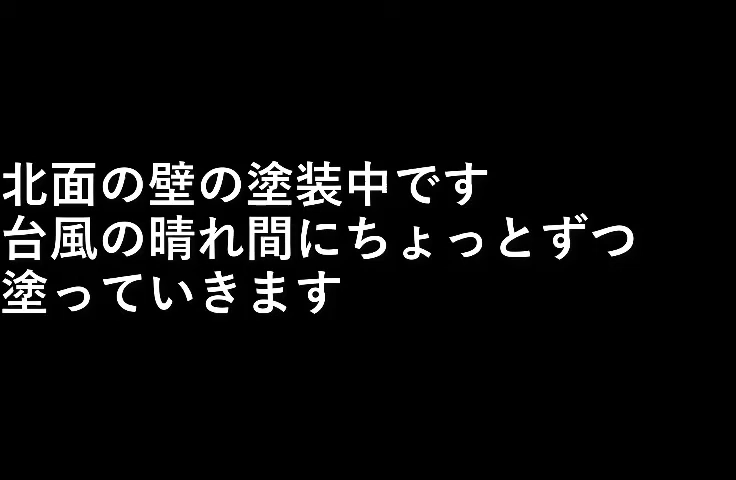 北面の壁の塗装中です
台風の晴れ間にちょっとずつ
塗っていきます